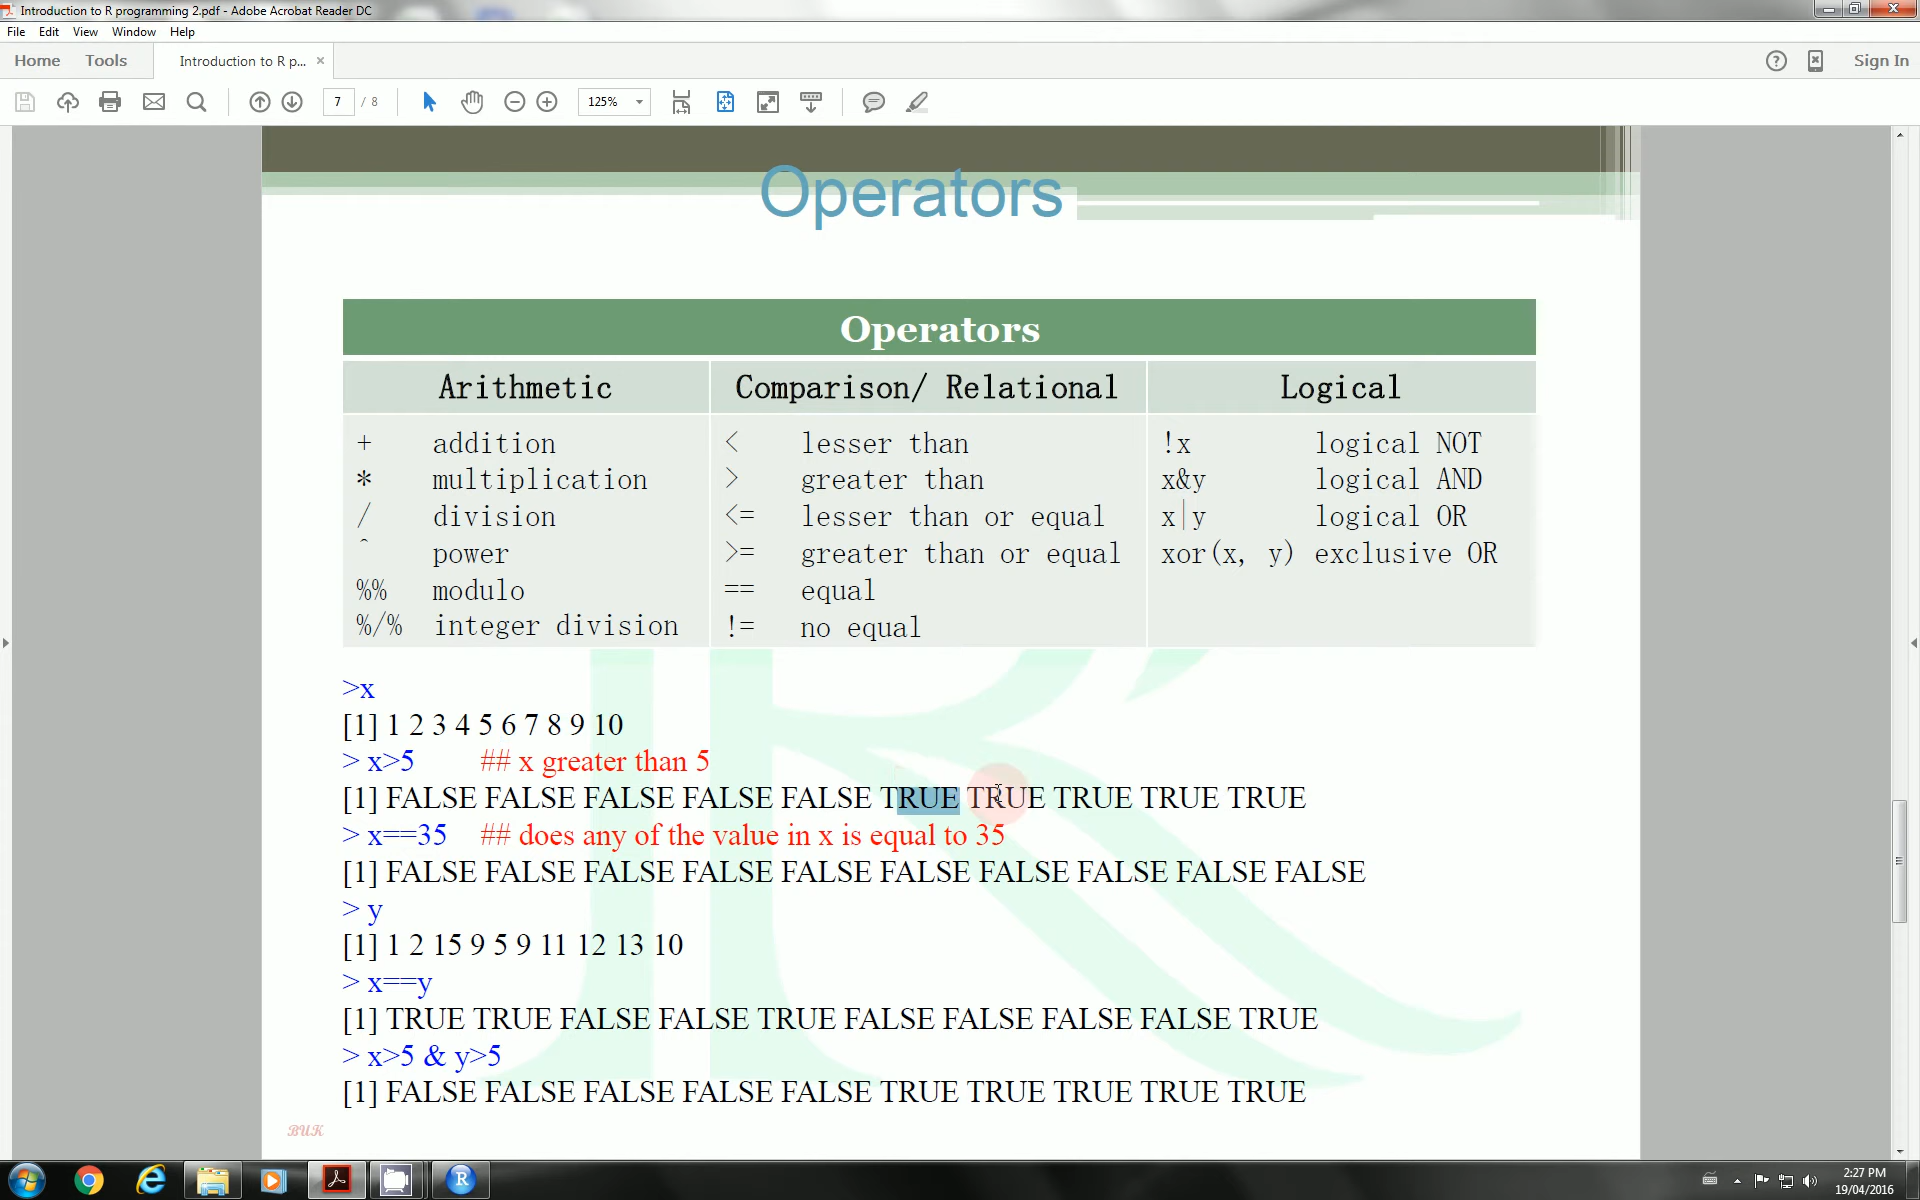 Introduction to R programming 2.pdf - Adobe Acrobat Reader DC
File Edit View Window Help
Home Tools Introduction to R p... × Sign In
7 / 8 125%
Operators
Operators
Arithmetic Comparison/ Relational Logical
+ addition < lesser than !x logical NOT
* multiplication > greater than x&y logical AND
/ division <= lesser than or equal x|y logical OR
^ power >= greater than or equal xor(x, y) exclusive OR
%% modulo == equal
%/% integer division != no equal
>x
[1] 1 2 3 4 5 6 7 8 9 10
> x>5 ## x greater than 5
[1] FALSE FALSE FALSE FALSE FALSE TRUE TRUE TRUE TRUE TRUE
> x==35 ## does any of the value in x is equal to 35
[1] FALSE FALSE FALSE FALSE FALSE FALSE FALSE FALSE FALSE FALSE
> y
[1] 1 2 15 9 5 9 11 12 13 10
> x==y
[1] TRUE TRUE FALSE FALSE TRUE FALSE FALSE FALSE FALSE TRUE
> x>5 & y>5
[1] FALSE FALSE FALSE FALSE FALSE TRUE TRUE TRUE TRUE TRUE
BUK
2:27 PM
19/04/2016